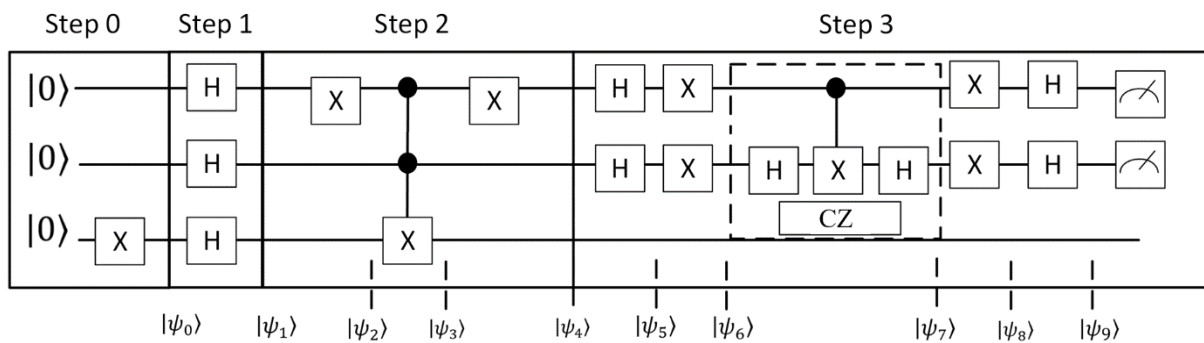 Step 0 Step 1 Step 2 Step 3
|0⟩ H X X H X X H
|0⟩ H H X H X H X H
|0⟩ X H X CZ
|ψ₀⟩ |ψ₁⟩ |ψ₂⟩ |ψ₃⟩ |ψ₄⟩ |ψ₅⟩ |ψ₆⟩ |ψ₇⟩ |ψ₈⟩ |ψ₉⟩